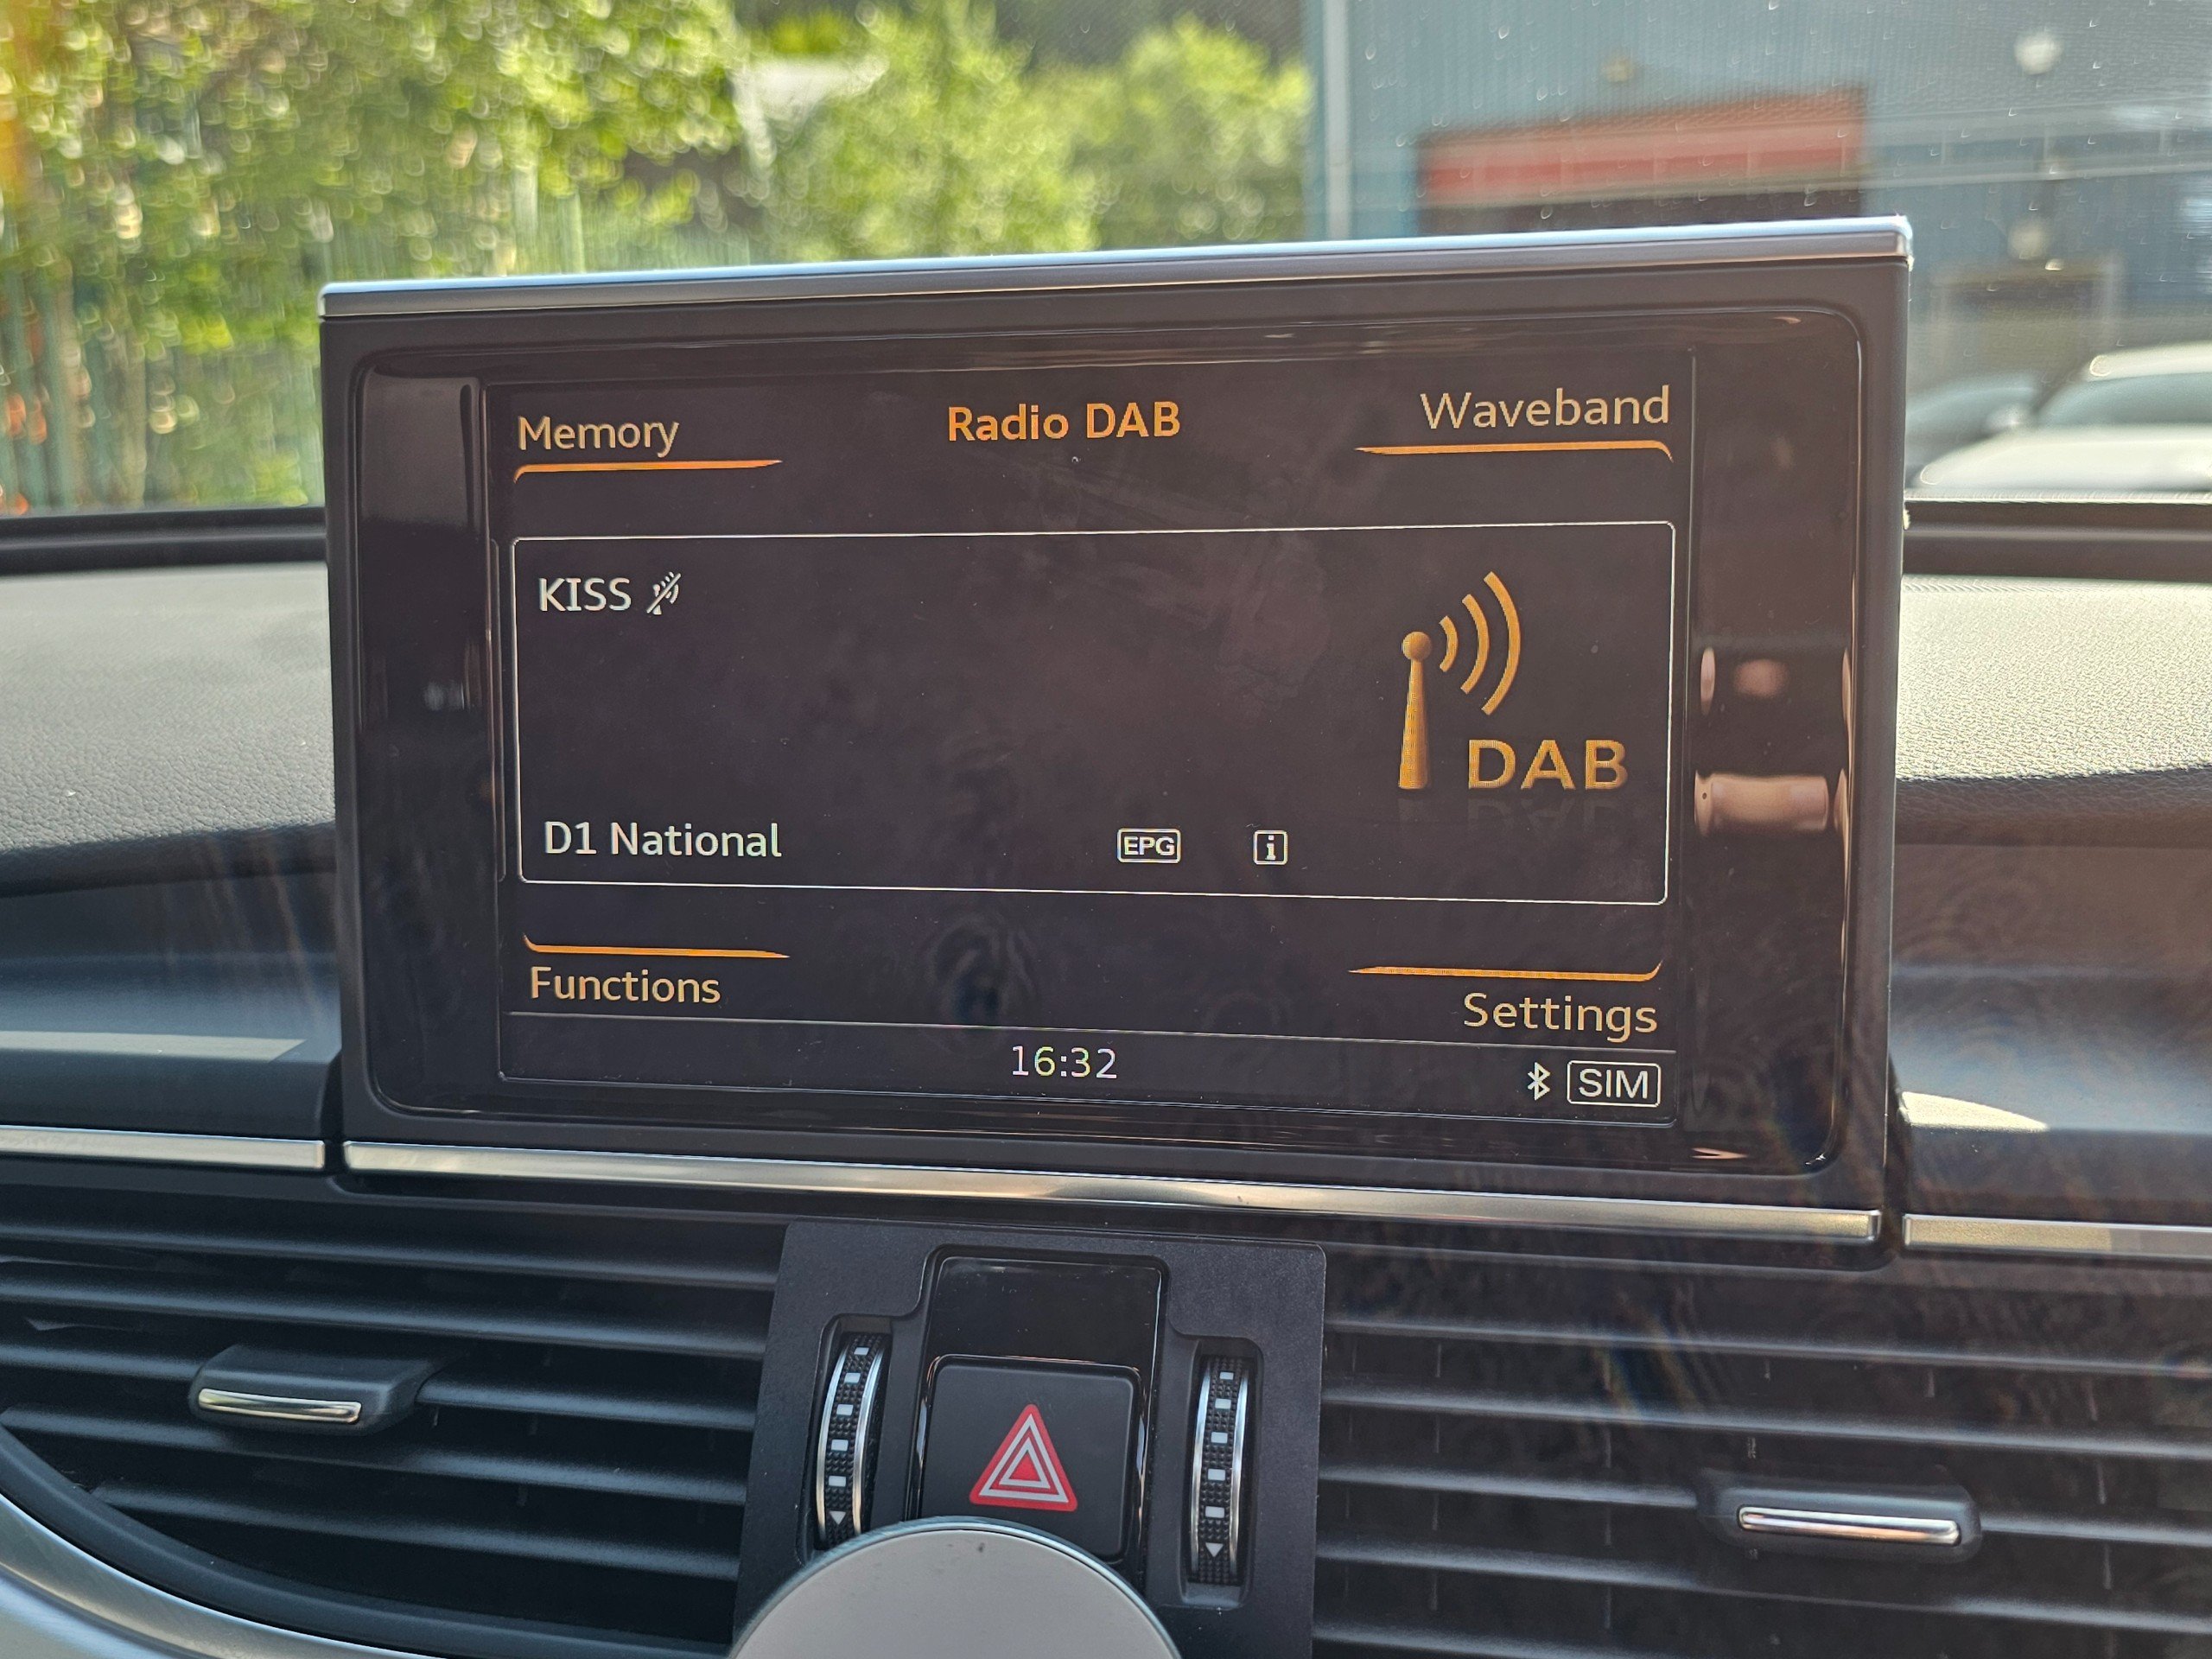 Memory
Radio DAB
Waveband
KISS
DAB
D1 National
EPG
i
Functions
Settings
16:32
SIM